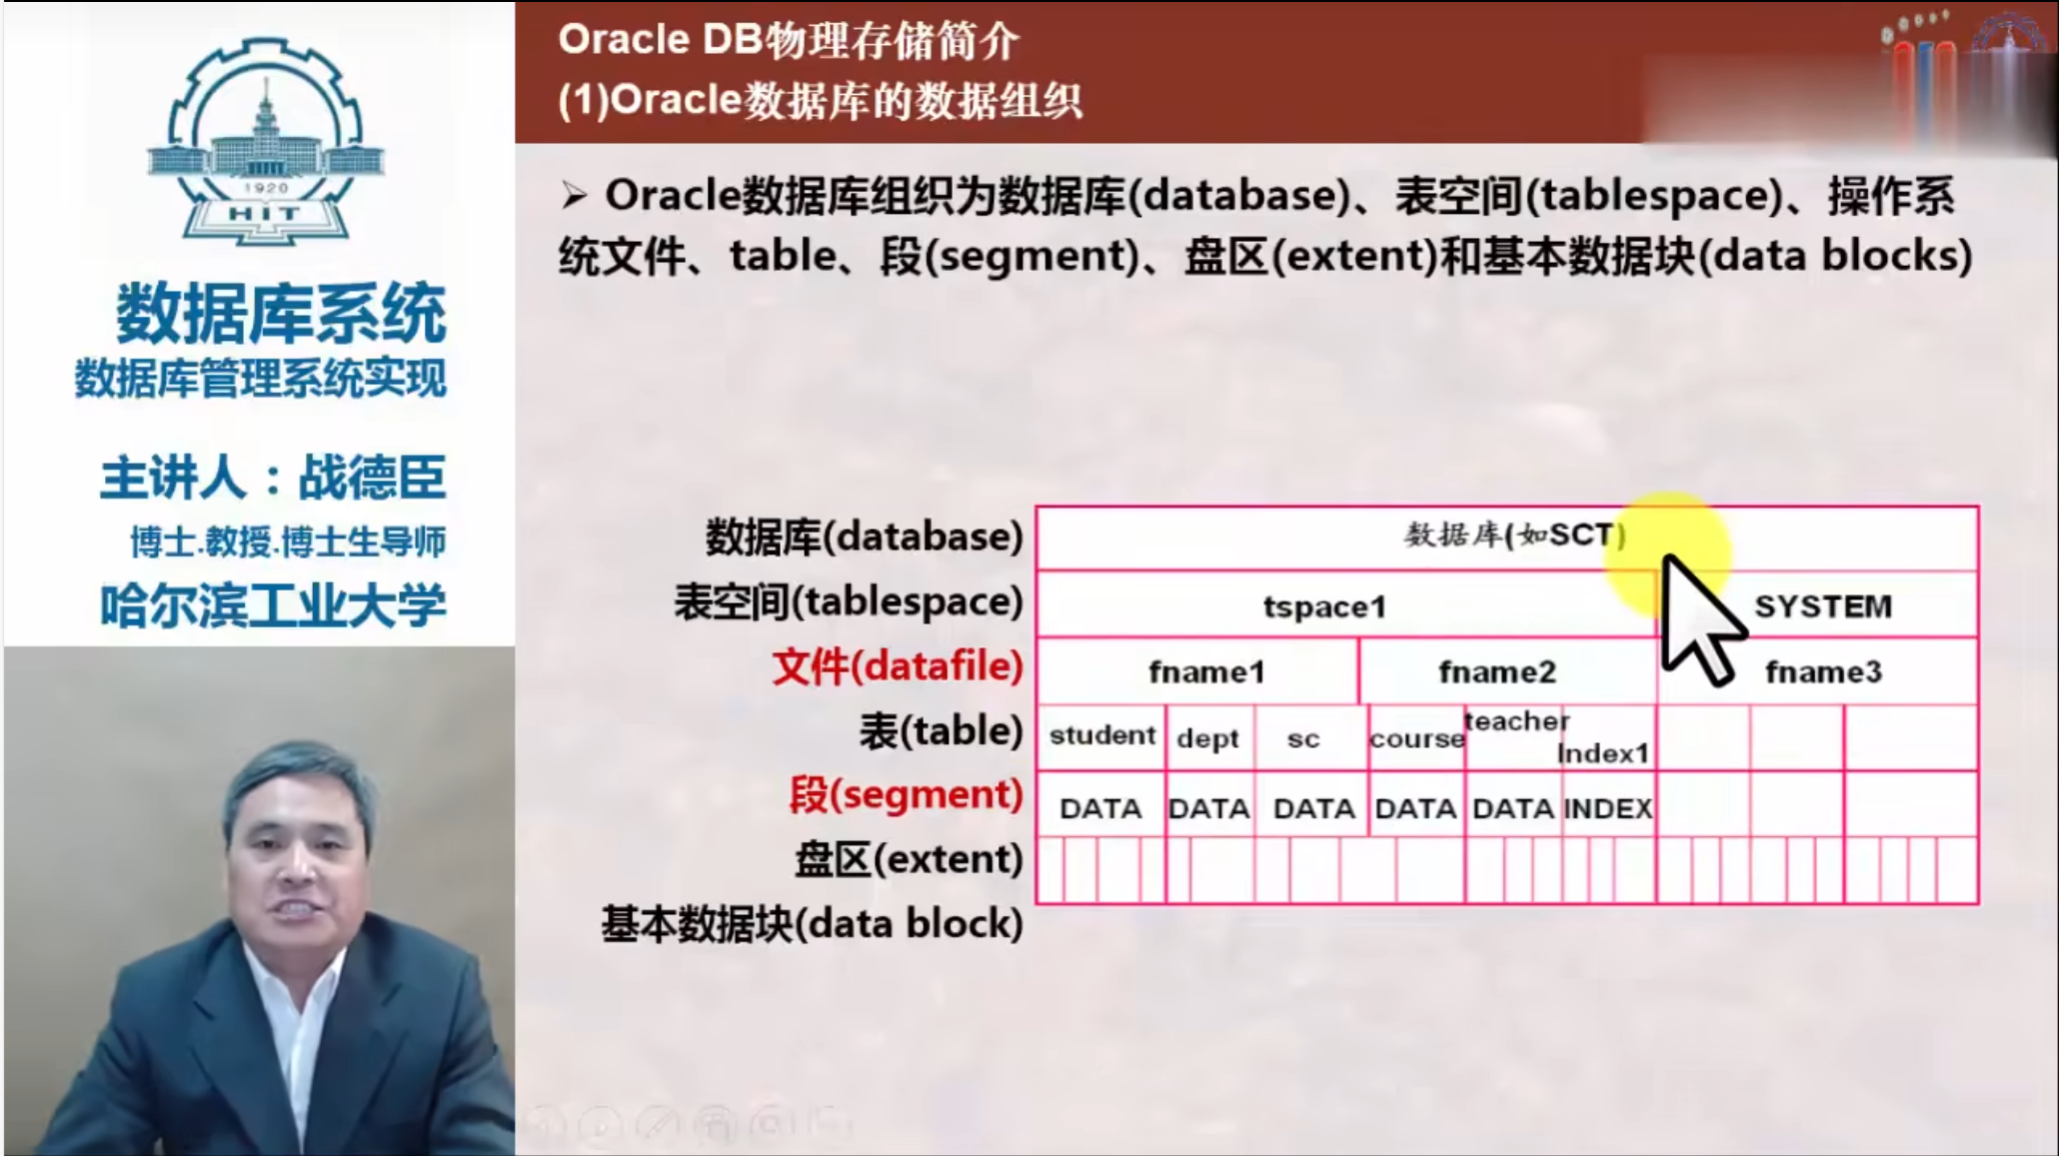 1920
HIT
数据库系统
数据库管理系统实现
主讲人：战德臣
博士.教授.博士生导师
哈尔滨工业大学
Oracle DB物理存储简介
(1)Oracle数据库的数据组织
➢ Oracle数据库组织为数据库(database)、表空间(tablespace)、操作系
统文件、table、段(segment)、盘区(extent)和基本数据块(data blocks)
数据库(database) 数据库(如SCT)
表空间(tablespace) tspace1 SYSTEM
文件(datafile) fname1 fname2 fname3
表(table) student dept sc course teacher Index1
段(segment) DATA DATA DATA DATA DATA INDEX
盘区(extent)
基本数据块(data block)